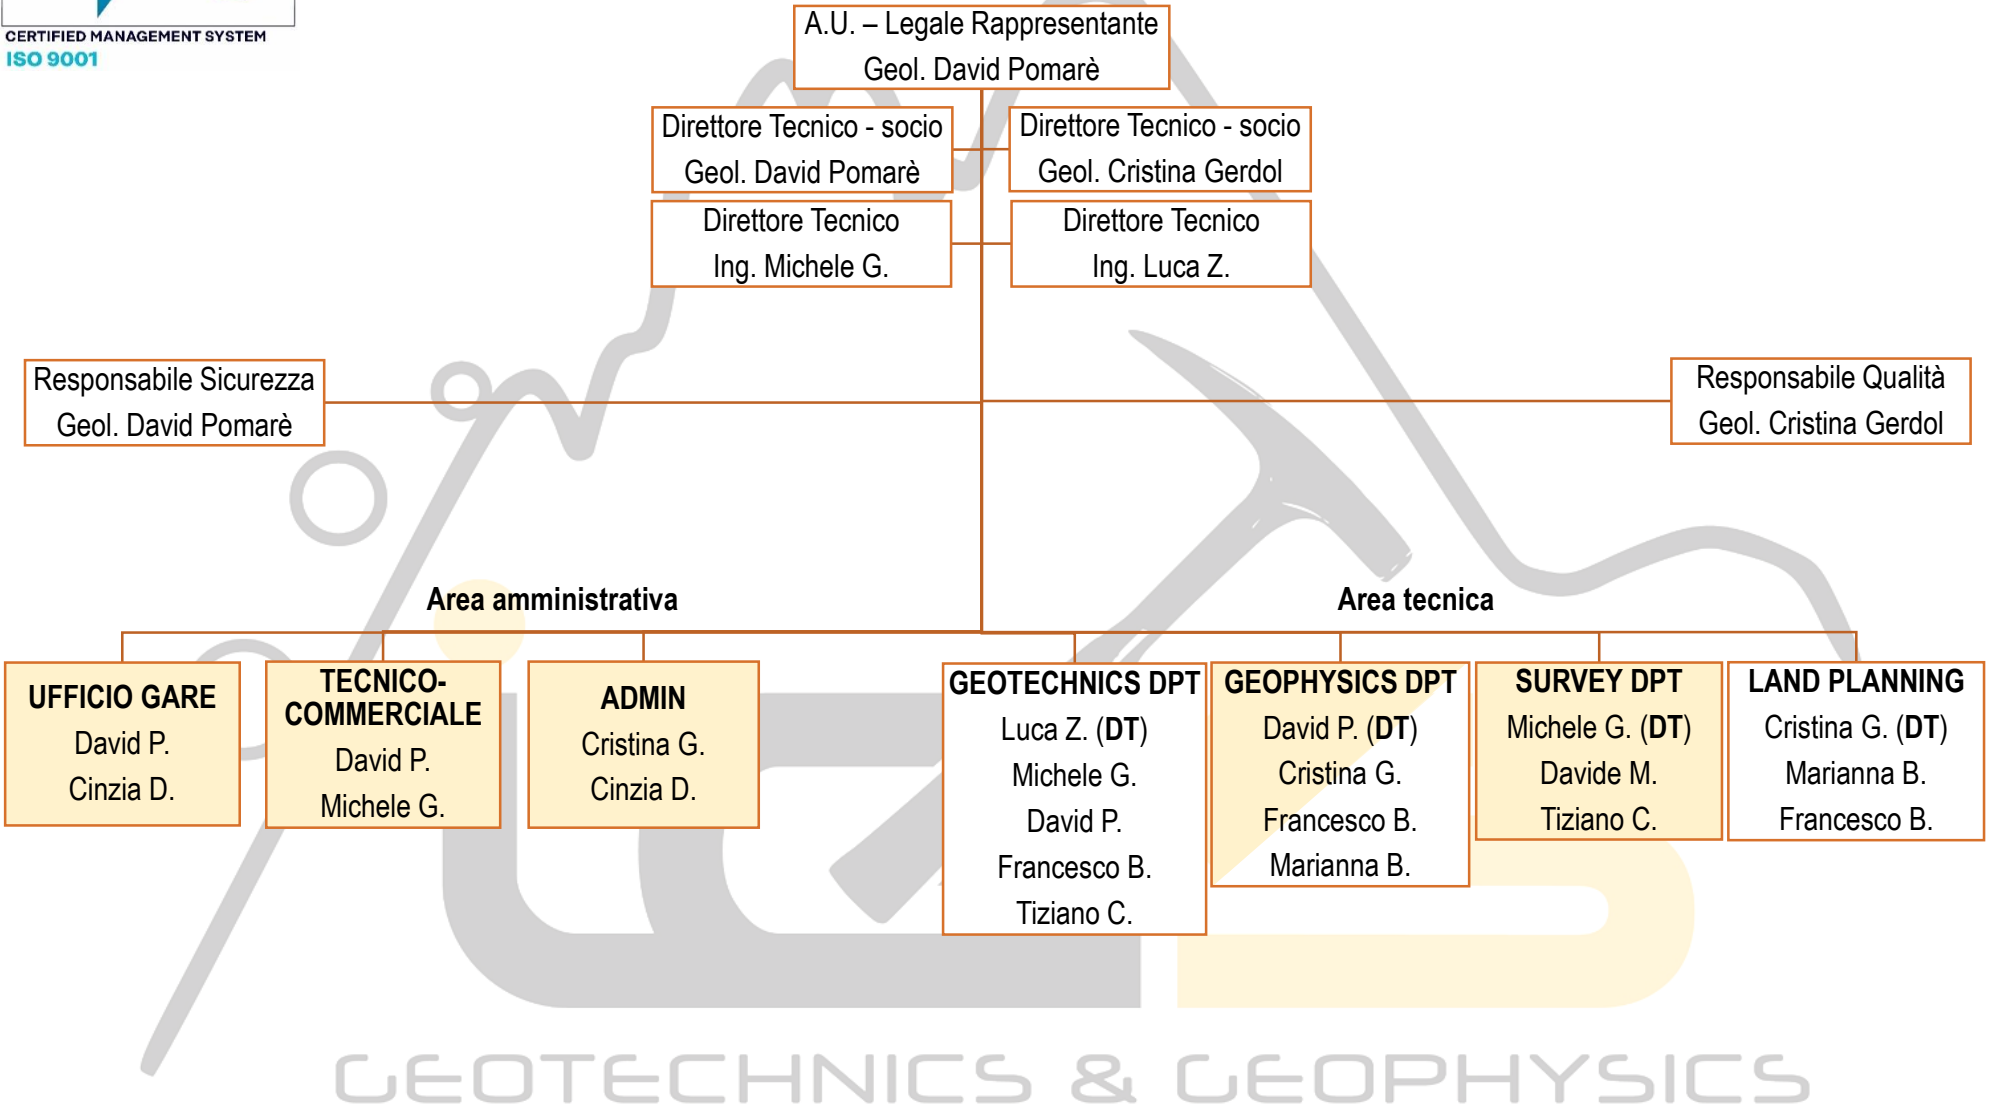 CERTIFIED MANAGEMENT SYSTEM
ISO 9001
A.U. – Legale Rappresentante
Geol. David Pomarè
Direttore Tecnico - socio
Geol. David Pomarè
Direttore Tecnico - socio
Geol. Cristina Gerdol
Direttore Tecnico
Ing. Michele G.
Direttore Tecnico
Ing. Luca Z.
Responsabile Sicurezza
Geol. David Pomarè
Responsabile Qualità
Geol. Cristina Gerdol
Area amministrativa
Area tecnica
UFFICIO GARE
David P.
Cinzia D.
TECNICO-
COMMERCIALE
David P.
Michele G.
ADMIN
Cristina G.
Cinzia D.
GEOTECHNICS DPT
Luca Z. (DT)
Michele G.
David P.
Francesco B.
Tiziano C.
GEOPHYSICS DPT
David P. (DT)
Cristina G.
Francesco B.
Marianna B.
SURVEY DPT
Michele G. (DT)
Davide M.
Tiziano C.
LAND PLANNING
Cristina G. (DT)
Marianna B.
Francesco B.
GEOTECHNICS & GEOPHYSICS